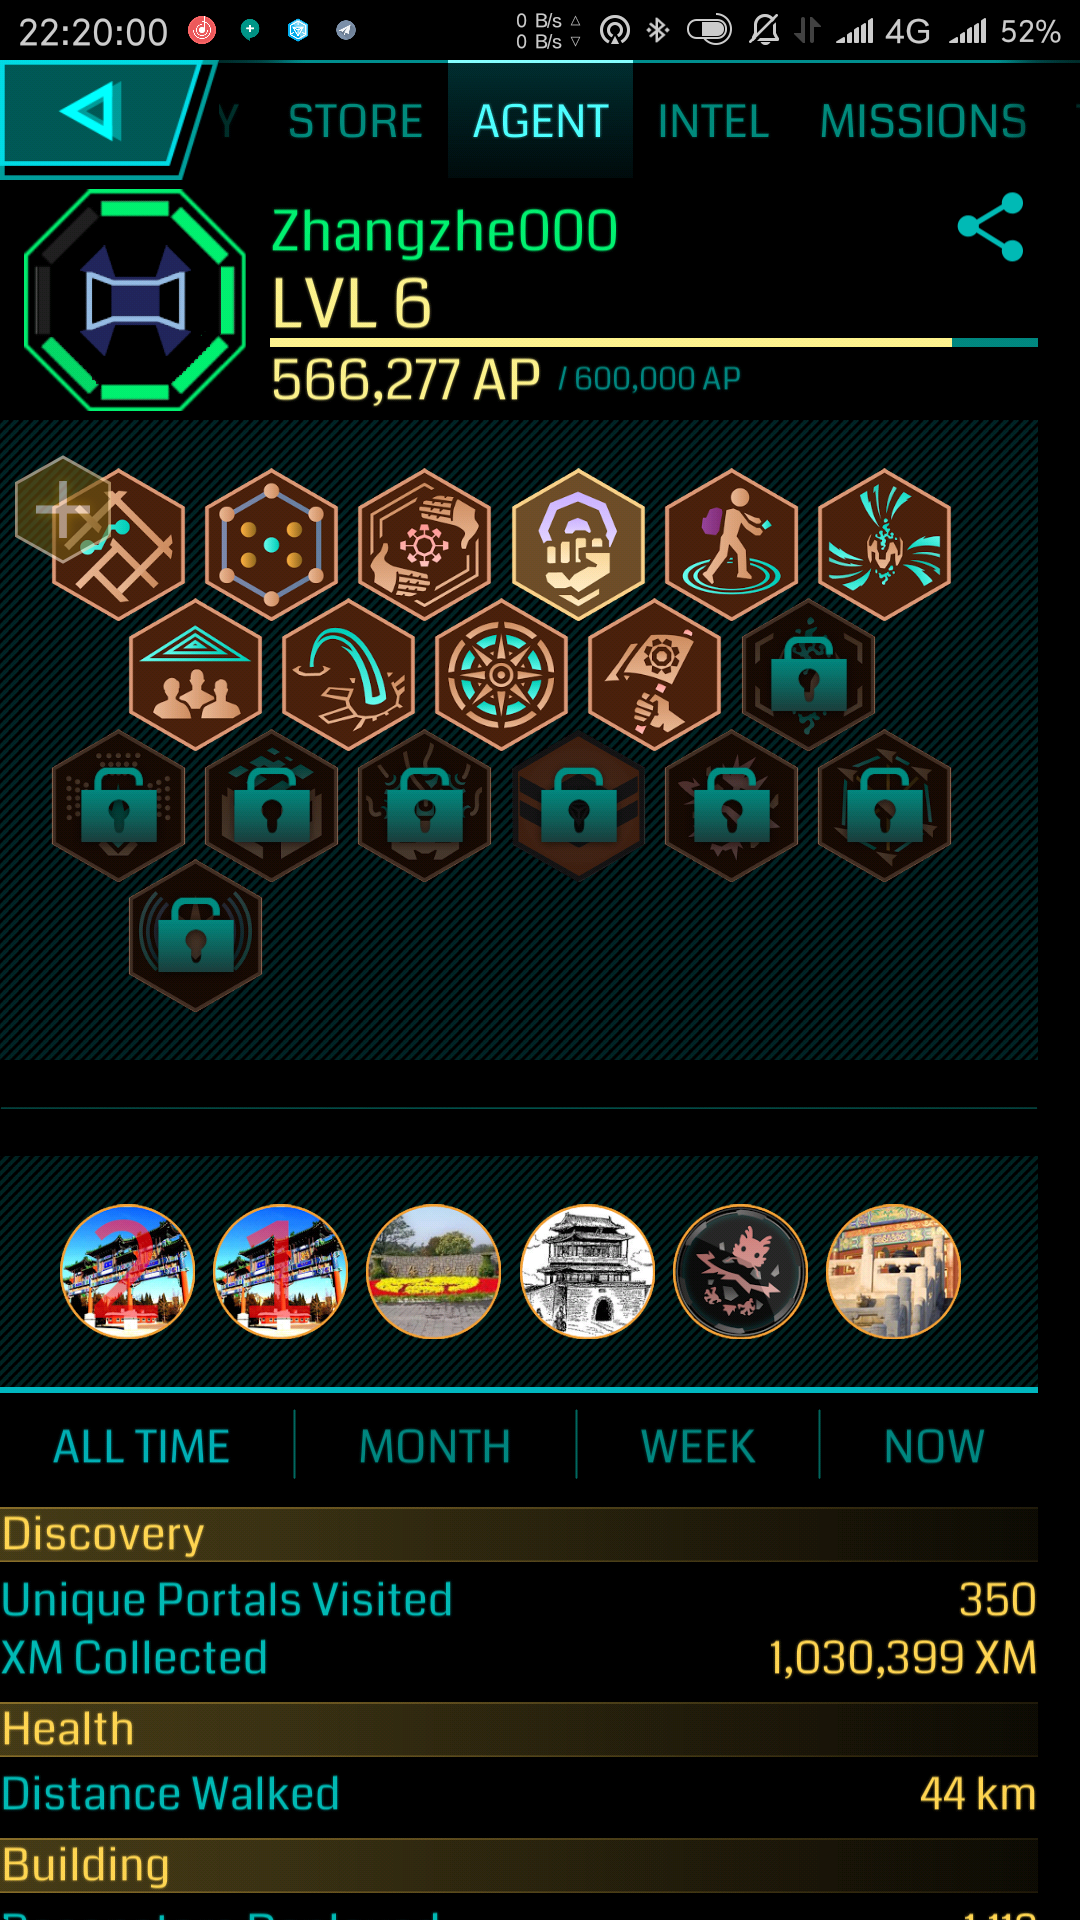 22:20:00 0 B/s 4G 52%
0 B/s
STORE AGENT INTEL MISSIONS
Zhangzhe000
LVL 6
566,277 AP / 600,000 AP
2 1
ALL TIME MONTH WEEK NOW
Discovery
Unique Portals Visited 350
XM Collected 1,030,399 XM
Health
Distance Walked 44 km
Building